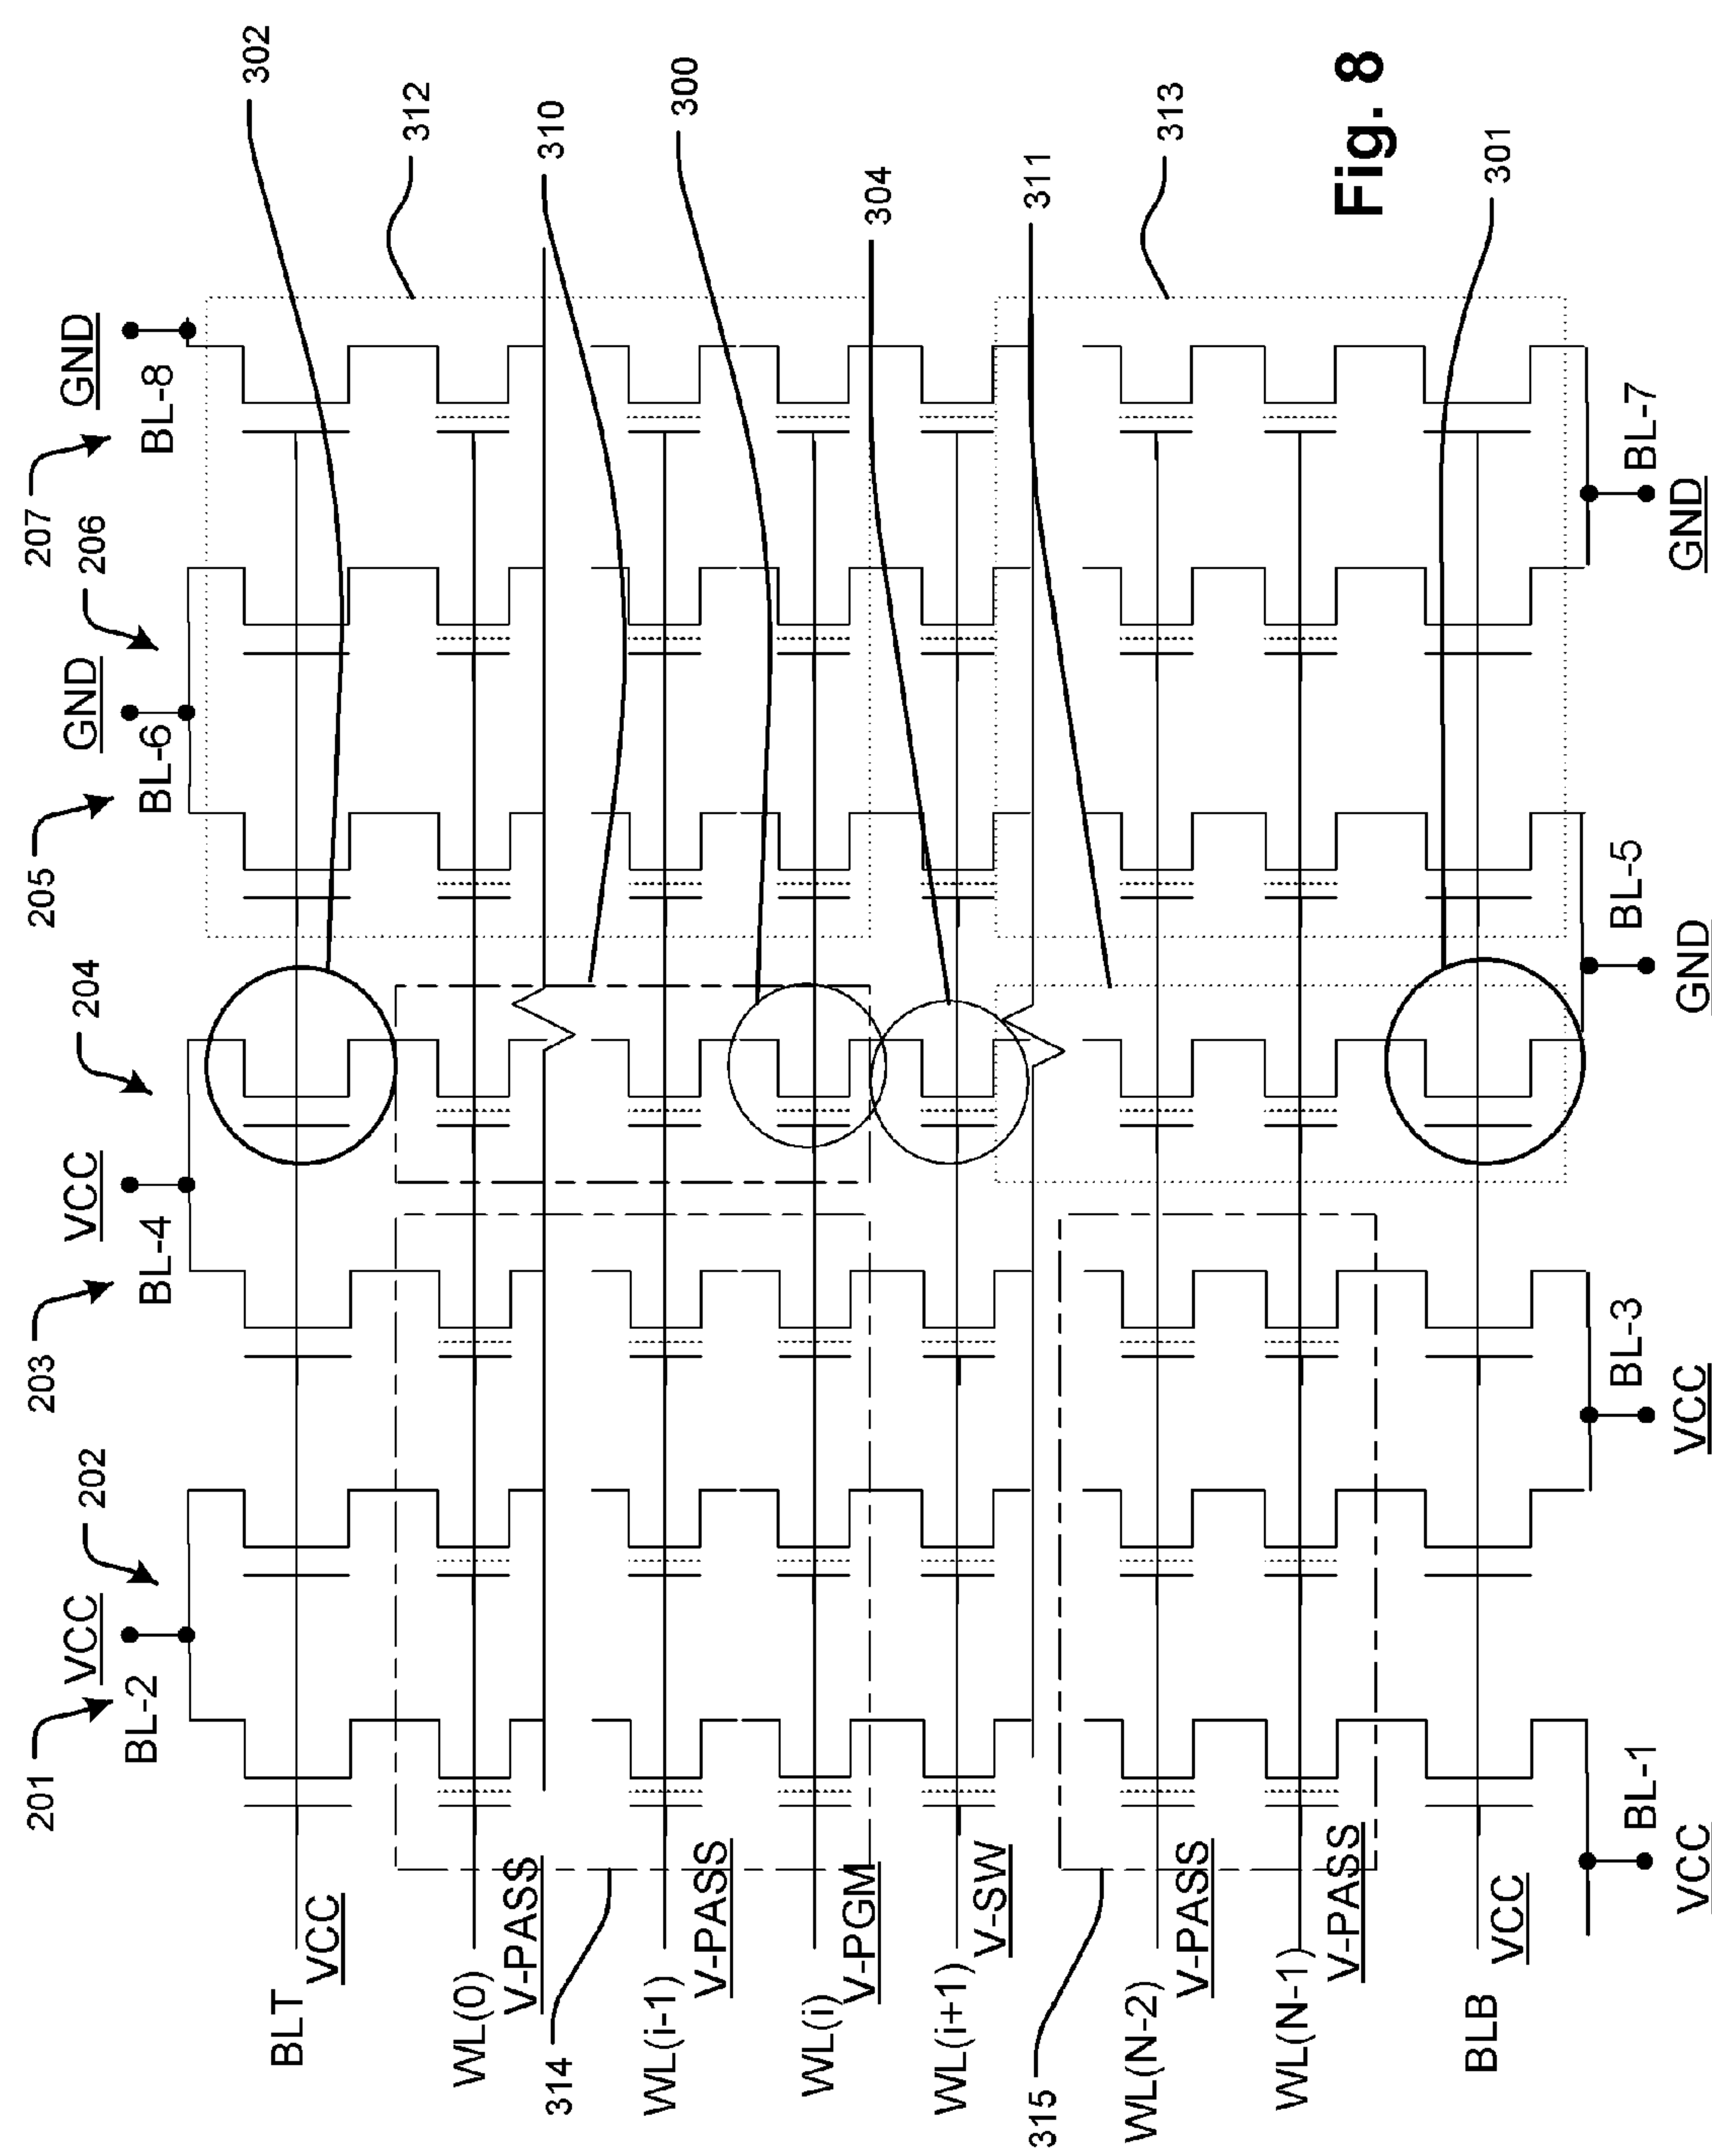 Fig. 8
302
312
310
300
304
311
313
301
GND
BL-8
207
206
GND
BL-6
205
204
VCC
BL-4
203
202
VCC
BL-2
201
BL-7
GND
BL-5
GND
BL-3
VCC
BL-1
VCC
BLT
VCC
WL(0)
V-PASS
314
WL(i-1)
V-PASS
WL(i)
V-PGM
WL(i+1)
V-SW
315
WL(N-2)
V-PASS
WL(N-1)
V-PASS
BLB
VCC